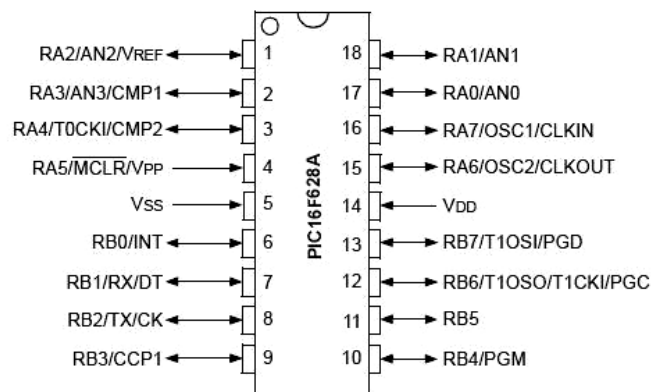 RA2/AN2/VREF 1 18 RA1/AN1
RA3/AN3/CMP1 2 17 RA0/AN0
RA4/T0CKI/CMP2 3 16 RA7/OSC1/CLKIN
RA5/MCLR/VPP 4 15 RA6/OSC2/CLKOUT
VSS 5 14 VDD
RB0/INT 6 13 RB7/T1OSI/PGD
RB1/RX/DT 7 12 RB6/T1OSO/T1CKI/PGC
RB2/TX/CK 8 11 RB5
RB3/CCP1 9 10 RB4/PGM
PIC16F628A